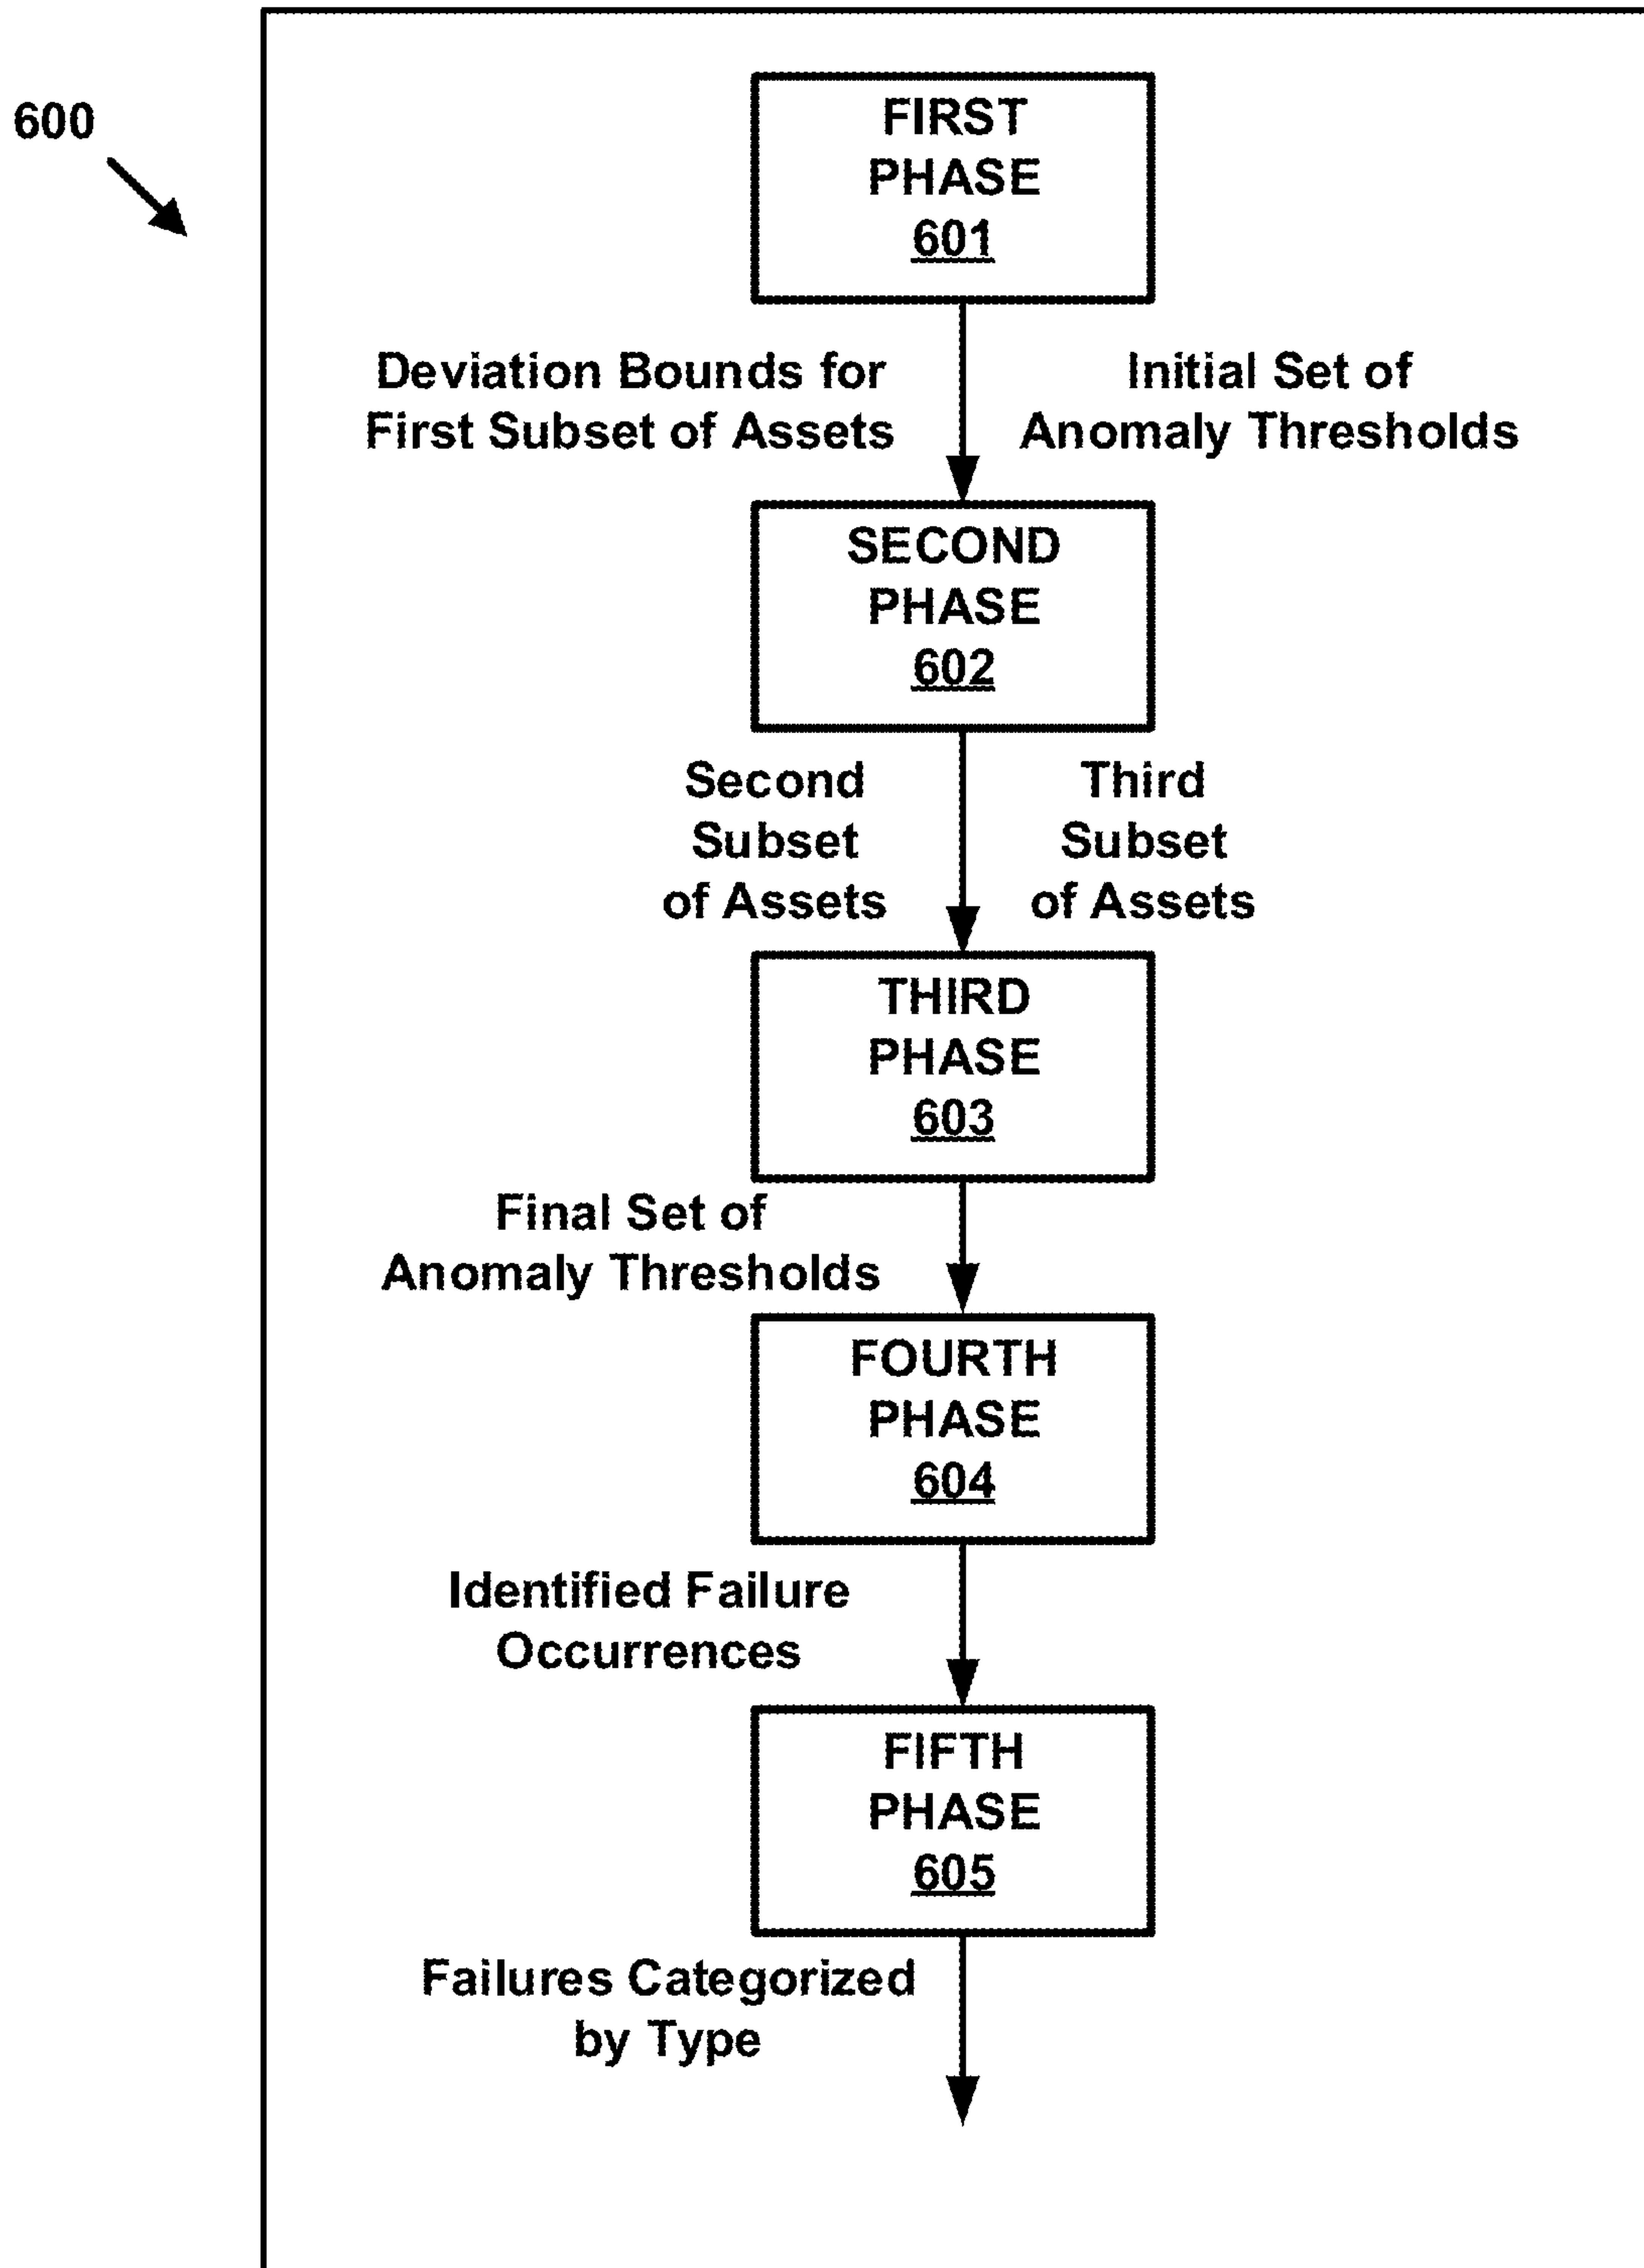 600
FIRST
PHASE
601
Deviation Bounds for
First Subset of Assets
Initial Set of
Anomaly Thresholds
SECOND
PHASE
602
Second
Subset
of Assets
Third
Subset
of Assets
THIRD
PHASE
603
Final Set of
Anomaly Thresholds
FOURTH
PHASE
604
Identified Failure
Occurrences
FIFTH
PHASE
605
Failures Categorized
by Type